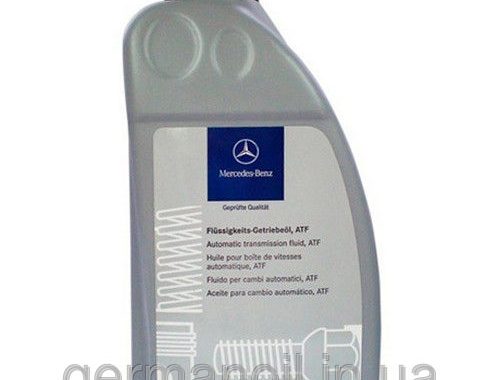 Mercedes-Benz
Geprüfte Qualität
Flüssigkeits-Getriebeöl, ATF
Automatic transmission fluid, ATF
Huile pour boîte de vitesses
automatique, ATF
Fluido per cambi automatici, ATF
Aceite para cambio automático, ATF
germanoil.in.ua